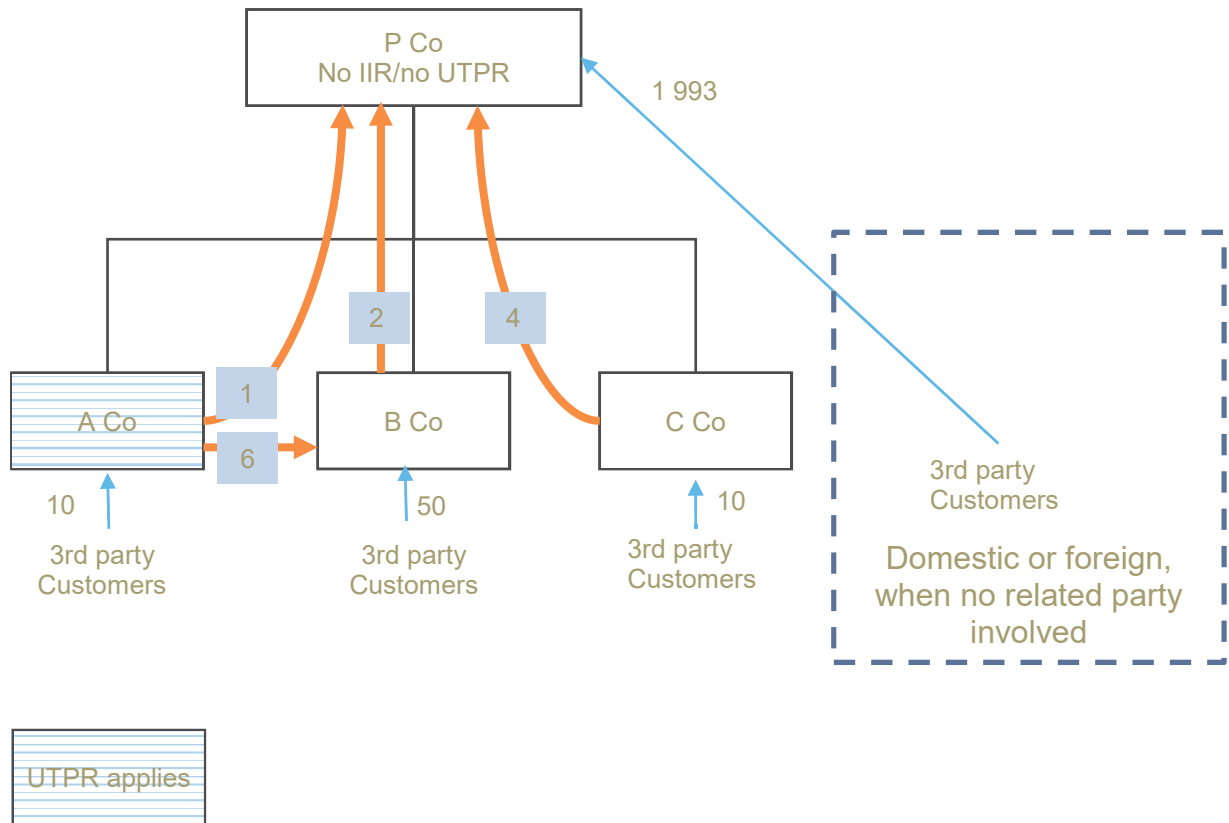 P Co
No IIR/no UTPR
1 993
2
4
1
A Co
B Co
C Co
6
10
50
10
3rd party
Customers
3rd party
Customers
3rd party
Customers
3rd party
Customers
Domestic or foreign,
when no related party
involved
UTPR applies